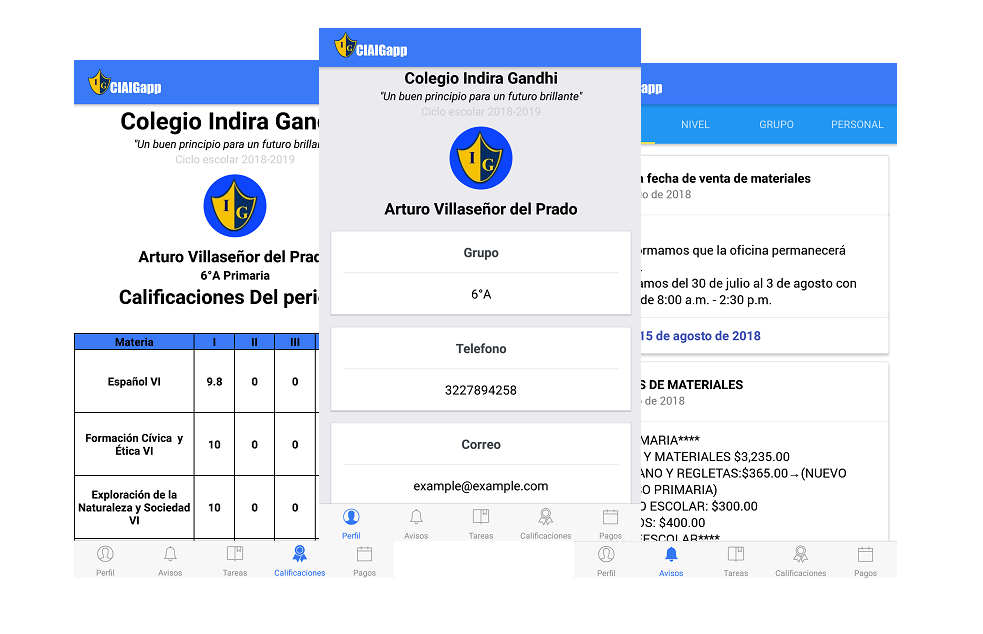 CIAIGapp
Colegio Indira Gan
"Un buen principio para un futuro brillan
Ciclo escolar 2018-2019
I G
Arturo Villaseñor del Prad
6°A Primaria
Calificaciones Del peri
Materia I II III
Español VI 9.8 0 0
Formación Cívica y
Ética VI 10 0 0
Exploración de la
Naturaleza y Sociedad
VI 10 0 0
Perfil Avisos Tareas Calificaciones Pagos
CIAIGapp
Colegio Indira Gandhi
"Un buen principio para un futuro brillante"
Ciclo escolar 2018-2019
I G
Arturo Villaseñor del Prado
Grupo
6°A
Telefono
3227894258
Correo
example@example.com
Perfil Avisos Tareas Calificaciones Pagos
app
NIVEL GRUPO PERSONAL
fecha de venta de materiales
io de 2018
ormamos que la oficina permanecerá
amos del 30 de julio al 3 de agosto con
de 8:00 a.m. - 2:30 p.m.
15 de agosto de 2018
S DE MATERIALES
de 2018
MARIA****
Y MATERIALES $3,235.00
ANO Y REGLETAS:$365.00→(NUEVO
SO PRIMARIA)
O ESCOLAR: $300.00
OS: $400.00
EESCOLAR****
Perfil Avisos Tareas Calificaciones Pagos